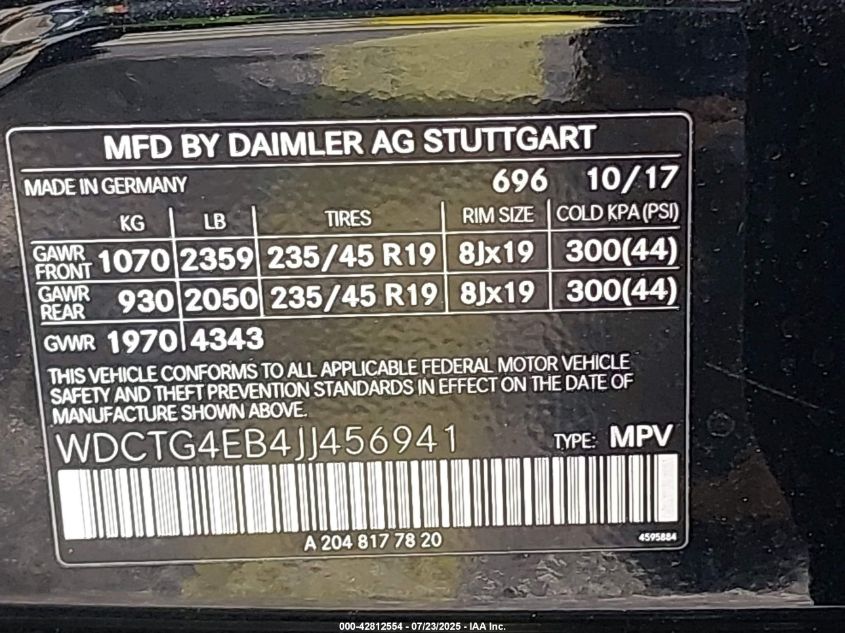 MFD BY DAIMLER AG STUTTGART
MADE IN GERMANY 696 10/17
KG LB TIRES RIM SIZE COLD KPA (PSI)
GAWR FRONT 1070 2359 235/45 R19 8Jx19 300(44)
GAWR REAR 930 2050 235/45 R19 8Jx19 300(44)
GVWR 1970 4343
THIS VEHICLE CONFORMS TO ALL APPLICABLE FEDERAL MOTOR VEHICLE
SAFETY AND THEFT PREVENTION STANDARDS IN EFFECT ON THE DATE OF
MANUFACTURE SHOWN ABOVE.
WDCTG4EB4JJ456941 TYPE: MPV
A 204 817 78 20 4595884
000-42812554 - 07/23/2025 - IAA Inc.